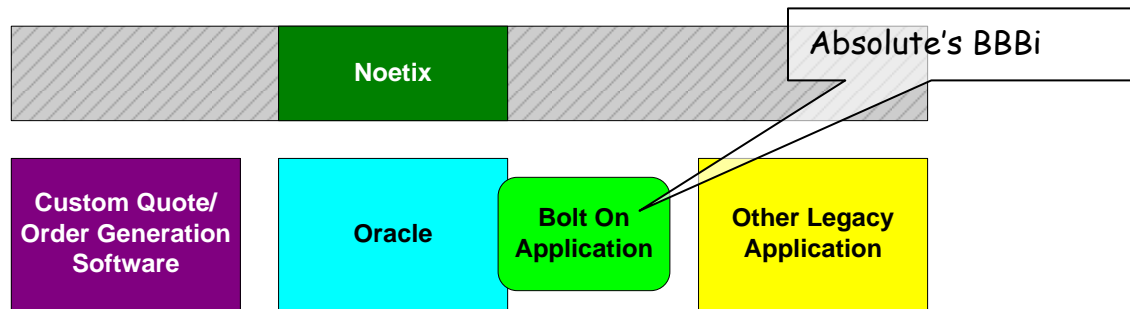 Absolute's BBBi
Noetix
Custom Quote/
Order Generation
Software
Oracle
Bolt On
Application
Other Legacy
Application